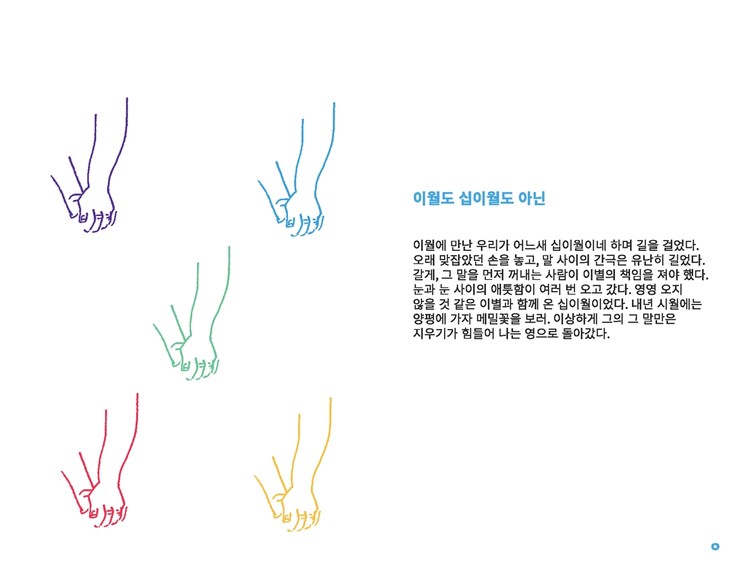 이월도 십이월도 아닌
이월에 만난 우리가 어느새 십이월이네 하며 길을 걸었다.
오래 맞잡았던 손을 놓고, 말 사이의 간극은 유난히 길었다.
갈게, 그 말을 먼저 꺼내는 사람이 이별의 책임을 져야 했다.
눈과 눈 사이의 애틋함이 여러 번 오고 갔다. 영영 오지
않을 것 같은 이별과 함께 온 십이월이었다. 내년 시월에는
양평에 가자 메밀꽃을 보러. 이상하게 그의 그 말만은
지우기가 힘들어 나는 영으로 돌아갔다.